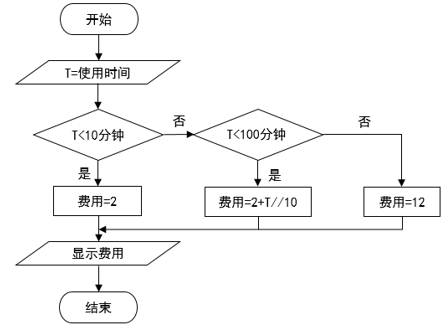 开始
T=使用时间
T<10分钟
否
T<100分钟
否
是
是
费用=2
费用=2+T//10
费用=12
显示费用
结束